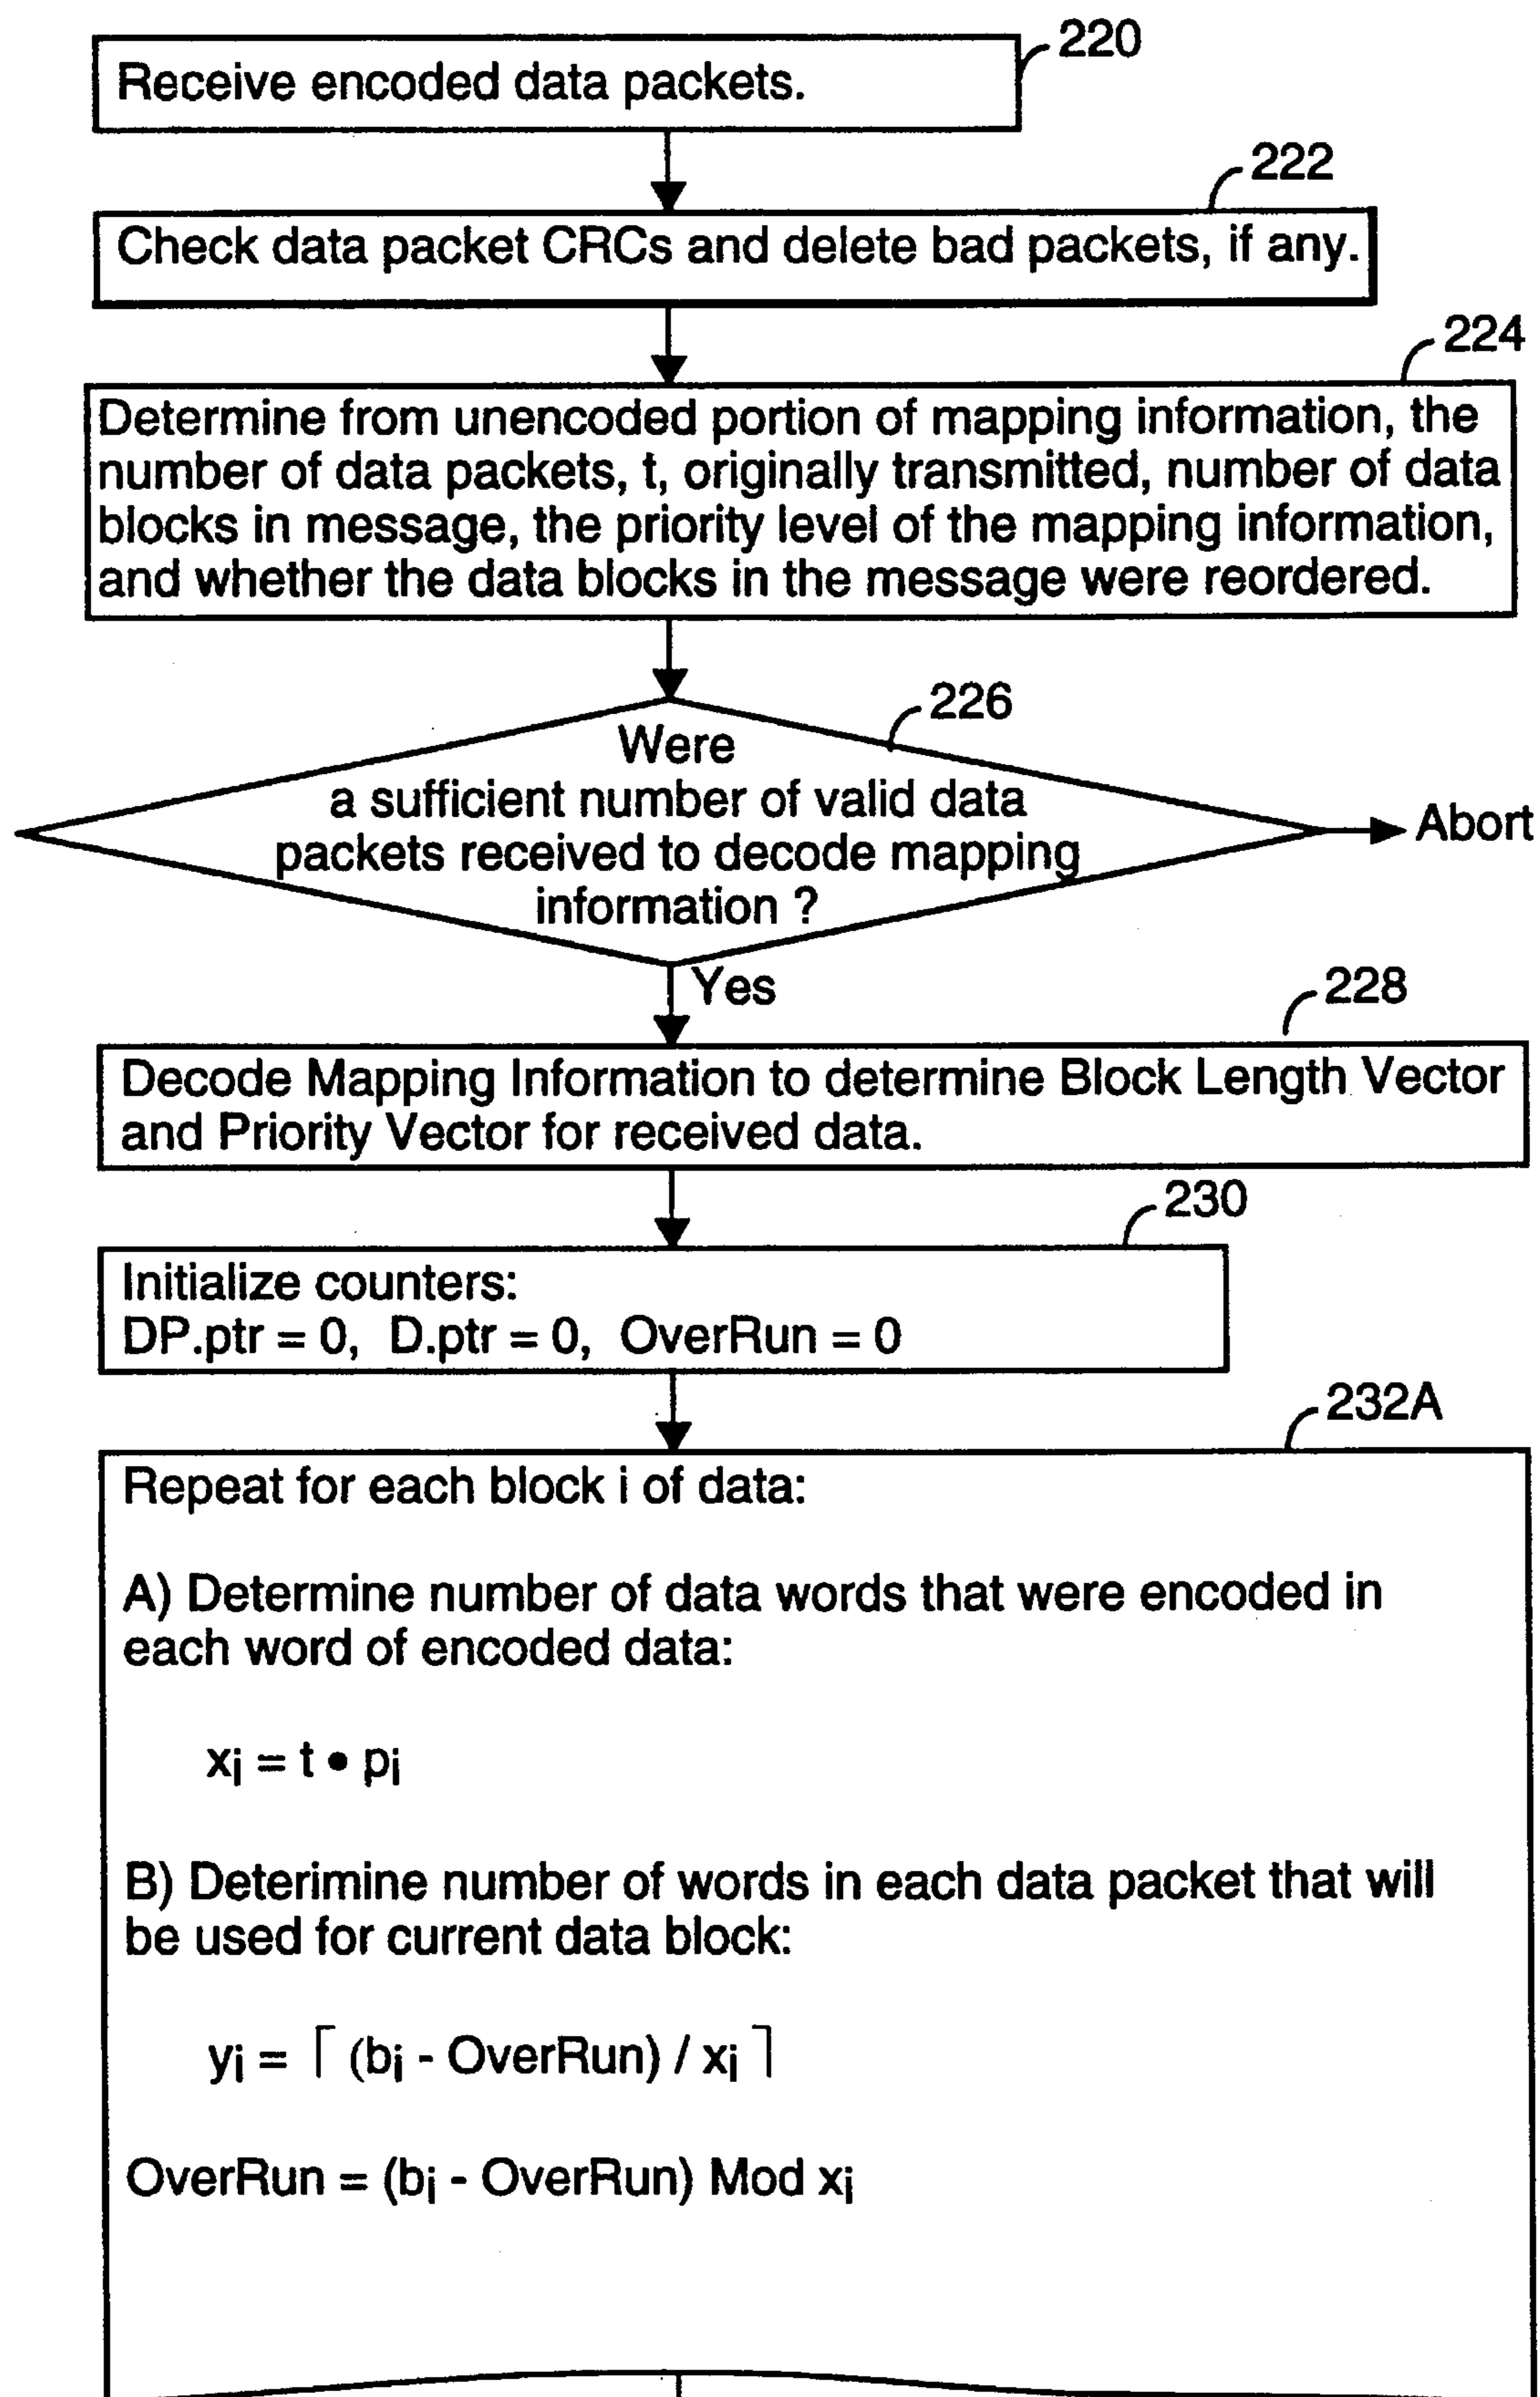 220
Receive encoded data packets.
222
Check data packet CRCs and delete bad packets, if any.
224
Determine from unencoded portion of mapping information, the
number of data packets, t, originally transmitted, number of data
blocks in message, the priority level of the mapping information,
and whether the data blocks in the message were reordered.
226
Were
a sufficient number of valid data
packets received to decode mapping
information ?
Abort
Yes
228
Decode Mapping Information to determine Block Length Vector
and Priority Vector for received data.
230
Initialize counters:
DP.ptr = 0, D.ptr = 0, OverRun = 0
232A
Repeat for each block i of data:
A) Determine number of data words that were encoded in
each word of encoded data:
xi = t • pi
B) Deterimine number of words in each data packet that will
be used for current data block:
yi = ⌈ (bi - OverRun) / xi ⌉
OverRun = (bi - OverRun) Mod xi